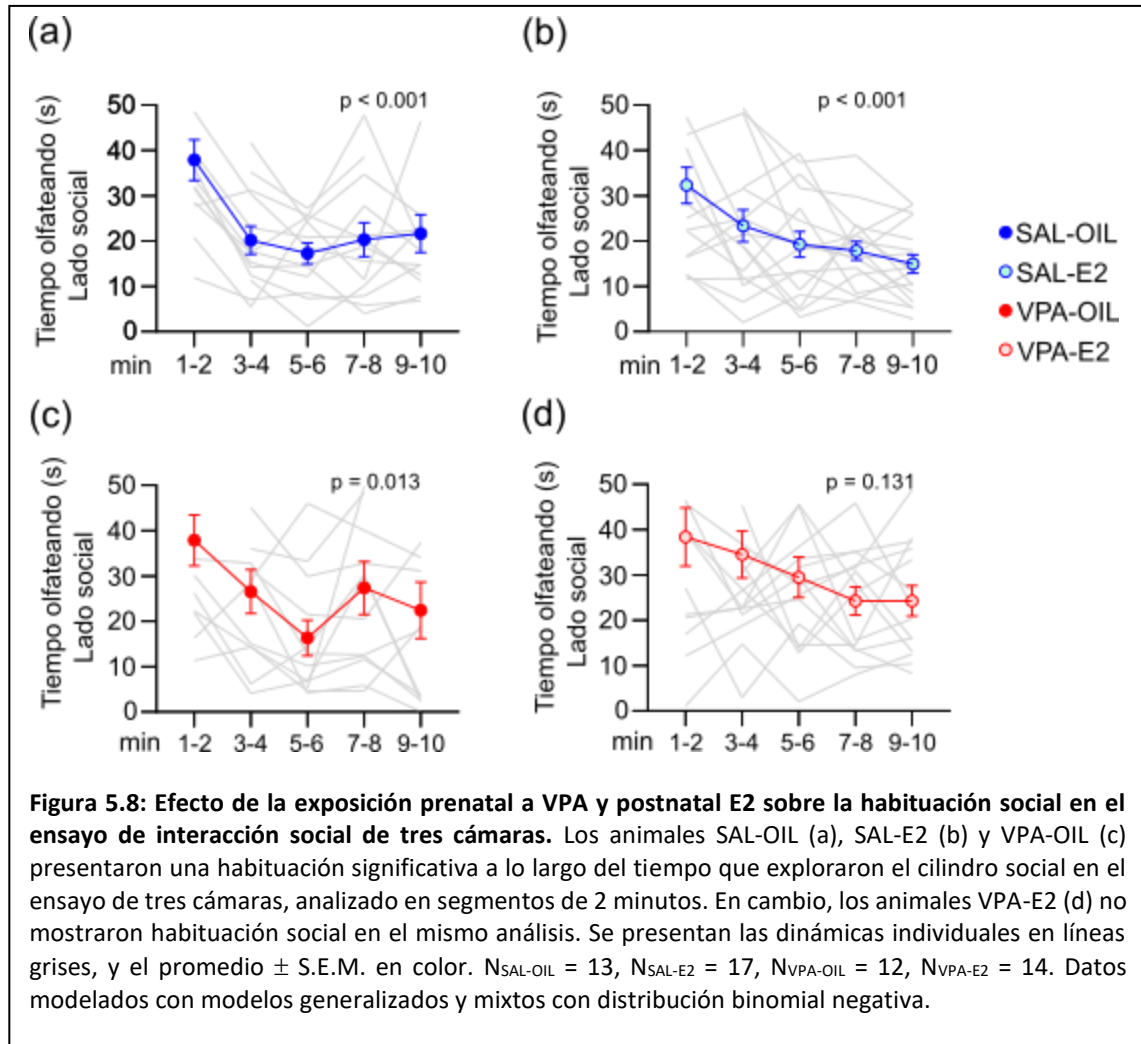 (a)
(b)
Tiempo olfateando (s)
Lado social
50
40
30
20
10
0
p < 0.001
min 1-2 3-4 5-6 7-8 9-10
Tiempo olfateando (s)
Lado social
50
40
30
20
10
0
p < 0.001
min 1-2 3-4 5-6 7-8 9-10
SAL-OIL
SAL-E2
VPA-OIL
VPA-E2
(c)
(d)
Tiempo olfateando (s)
Lado social
50
40
30
20
10
0
p = 0.013
min 1-2 3-4 5-6 7-8 9-10
Tiempo olfateando (s)
Lado social
50
40
30
20
10
0
p = 0.131
min 1-2 3-4 5-6 7-8 9-10
Figura 5.8: Efecto de la exposición prenatal a VPA y postnatal E2 sobre la habituación social en el
ensayo de interacción social de tres cámaras. Los animales SAL-OIL (a), SAL-E2 (b) y VPA-OIL (c)
presentaron una habituación significativa a lo largo del tiempo que exploraron el cilindro social en el
ensayo de tres cámaras, analizado en segmentos de 2 minutos. En cambio, los animales VPA-E2 (d) no
mostraron habituación social en el mismo análisis. Se presentan las dinámicas individuales en líneas
grises, y el promedio ± S.E.M. en color. NSAL-OIL = 13, NSAL-E2 = 17, NVPA-OIL = 12, NVPA-E2 = 14. Datos
modelados con modelos generalizados y mixtos con distribución binomial negativa.